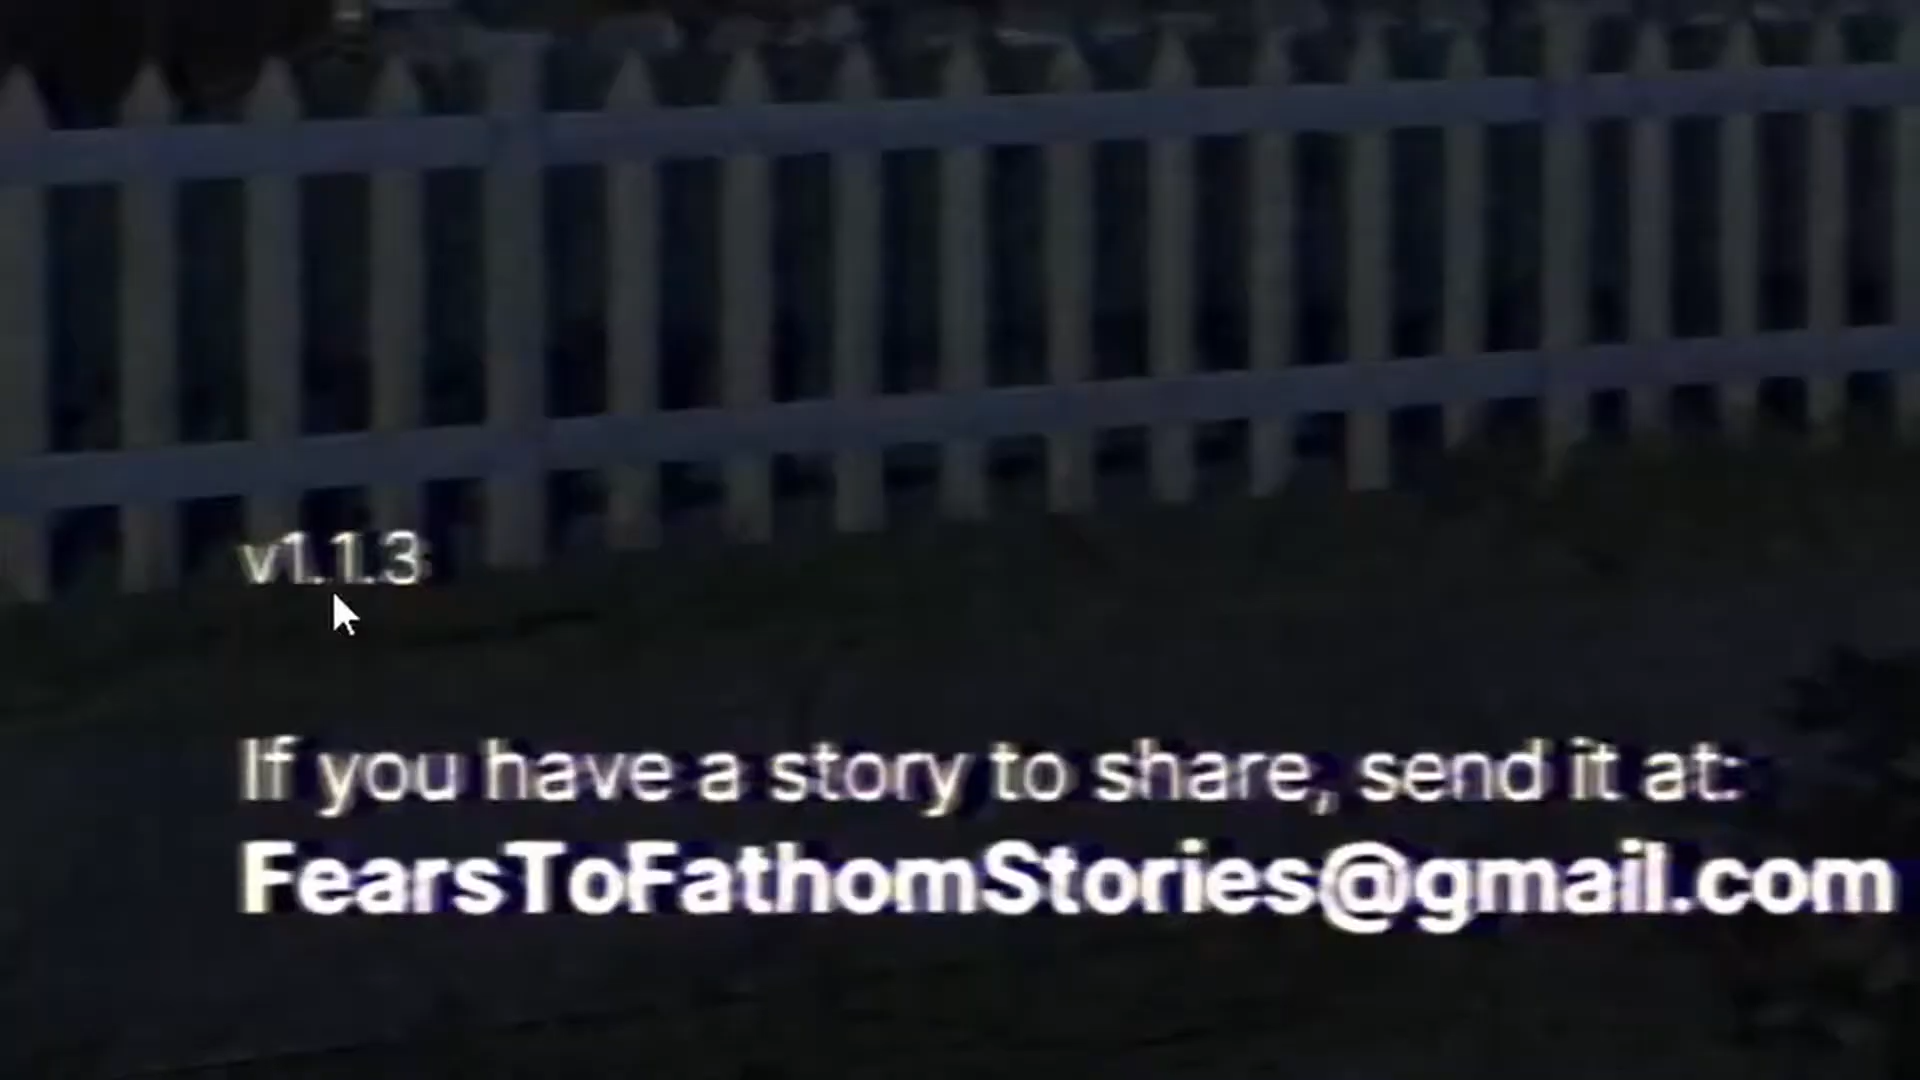 v1.1.3
If you have a story to share, send it at:
FearsToFathomStories@gmail.com